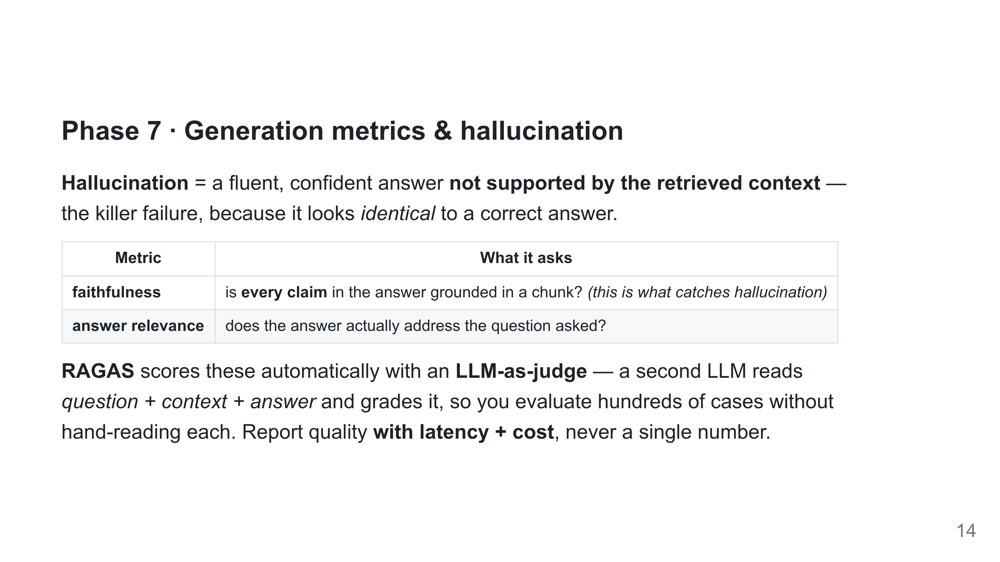 Phase 7 · Generation metrics & hallucination
Hallucination = a fluent, confident answer not supported by the retrieved context —
the killer failure, because it looks identical to a correct answer.
Metric What it asks
faithfulness is every claim in the answer grounded in a chunk? (this is what catches hallucination)
answer relevance does the answer actually address the question asked?
RAGAS scores these automatically with an LLM-as-judge — a second LLM reads
question + context + answer and grades it, so you evaluate hundreds of cases without
hand-reading each. Report quality with latency + cost, never a single number.
14